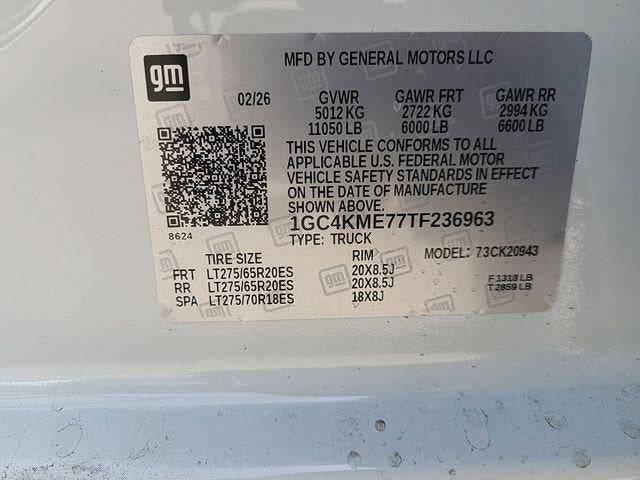 gm
MFD BY GENERAL MOTORS LLC
02/26 GVWR GAWR FRT GAWR RR
5012 KG 2722 KG 2994 KG
11050 LB 6000 LB 6600 LB
THIS VEHICLE CONFORMS TO ALL
APPLICABLE U.S. FEDERAL MOTOR
VEHICLE SAFETY STANDARDS IN EFFECT
ON THE DATE OF MANUFACTURE
SHOWN ABOVE.
8624
1GC4KME77TF236963
TYPE: TRUCK
TIRE SIZE RIM MODEL: 73CK20943
FRT LT275/65R20ES 20X8.5J
RR LT275/65R20ES 20X8.5J
SPA LT275/70R18ES 18X8J
F 1318 LB
T 2859 LB